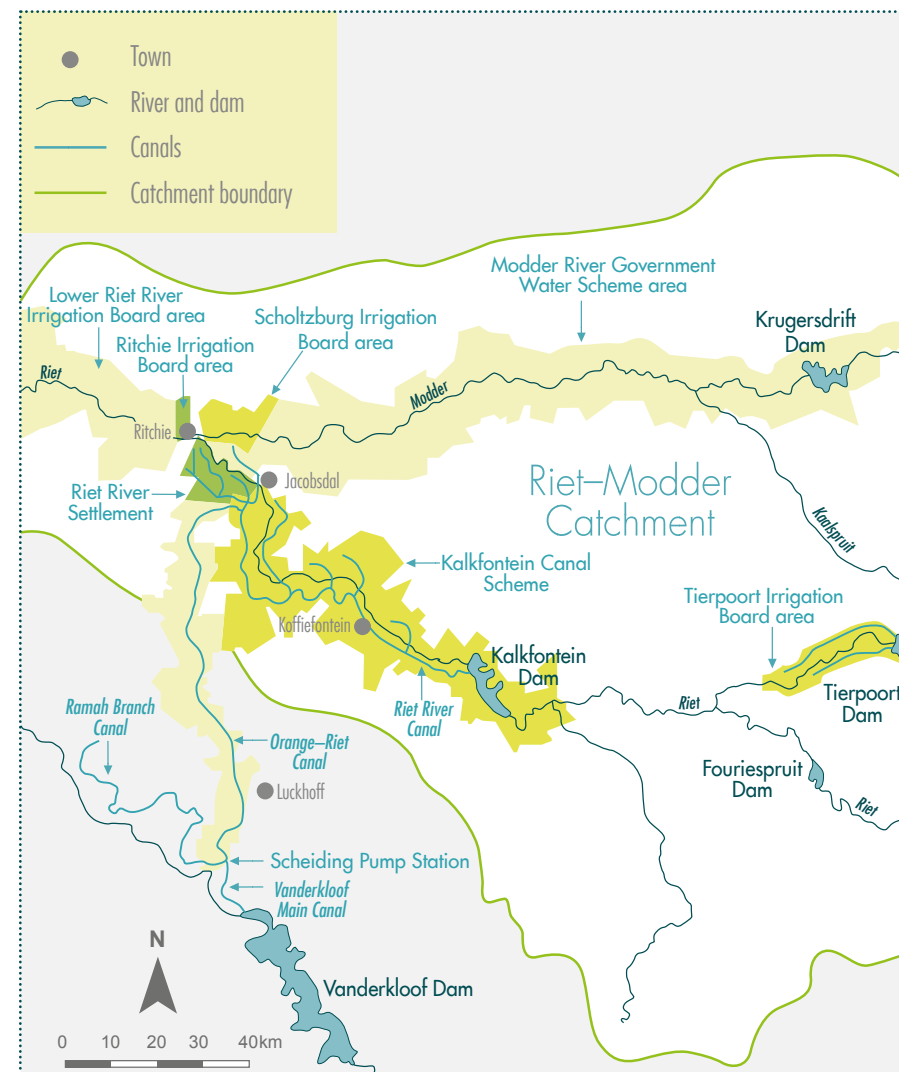 Town
River and dam
Canals
Catchment boundary
Modder River Government
Water Scheme area
Lower Riet River
Irrigation Board area
Scholtzburg Irrigation
Board area
Krugersdrift
Dam
Ritchie Irrigation
Board area
Riet
Modder
Ritchie
Jacobsdal
Riet River
Settlement
Riet–Modder
Catchment
Kaalspruit
Kalkfontein Canal
Scheme
Tierpoort Irrigation
Board area
Koffiefontein
Kalkfontein
Dam
Riet River
Canal
Riet
Tierpoort
Dam
Ramah Branch
Canal
Orange–Riet
Canal
Fouriespruit
Dam
Luckhoff
Riet
Scheiding Pump Station
Vanderkloof
Main Canal
N
Vanderkloof Dam
0 10 20 30 40km